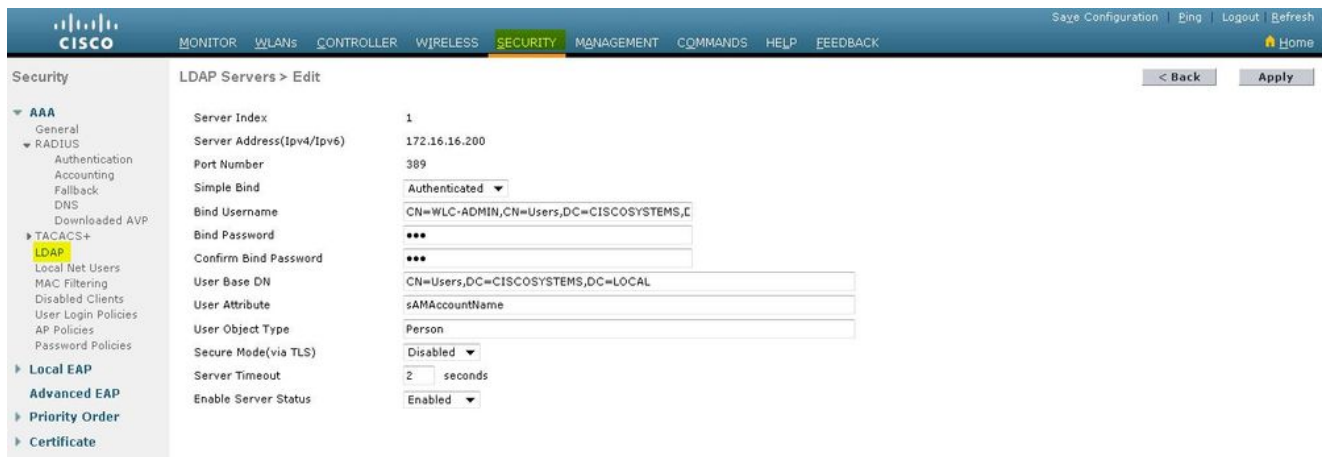 Save Configuration | Ping | Logout | Refresh
CISCO
MONITOR WLANs CONTROLLER WIRELESS SECURITY MANAGEMENT COMMANDS HELP FEEDBACK
Home
Security
AAA
General
RADIUS
Authentication
Accounting
Fallback
DNS
Downloaded AVP
TACACS+
LDAP
Local Net Users
MAC Filtering
Disabled Clients
User Login Policies
AP Policies
Password Policies
Local EAP
Advanced EAP
Priority Order
Certificate
LDAP Servers > Edit
< Back Apply
Server Index 1
Server Address(Ipv4/Ipv6) 172.16.16.200
Port Number 389
Simple Bind Authenticated
Bind Username CN=WLC-ADMIN,CN=Users,DC=CISCOSYSTEMS,D
Bind Password •••
Confirm Bind Password •••
User Base DN CN=Users,DC=CISCOSYSTEMS,DC=LOCAL
User Attribute sAMAccountName
User Object Type Person
Secure Mode(via TLS) Disabled
Server Timeout 2 seconds
Enable Server Status Enabled